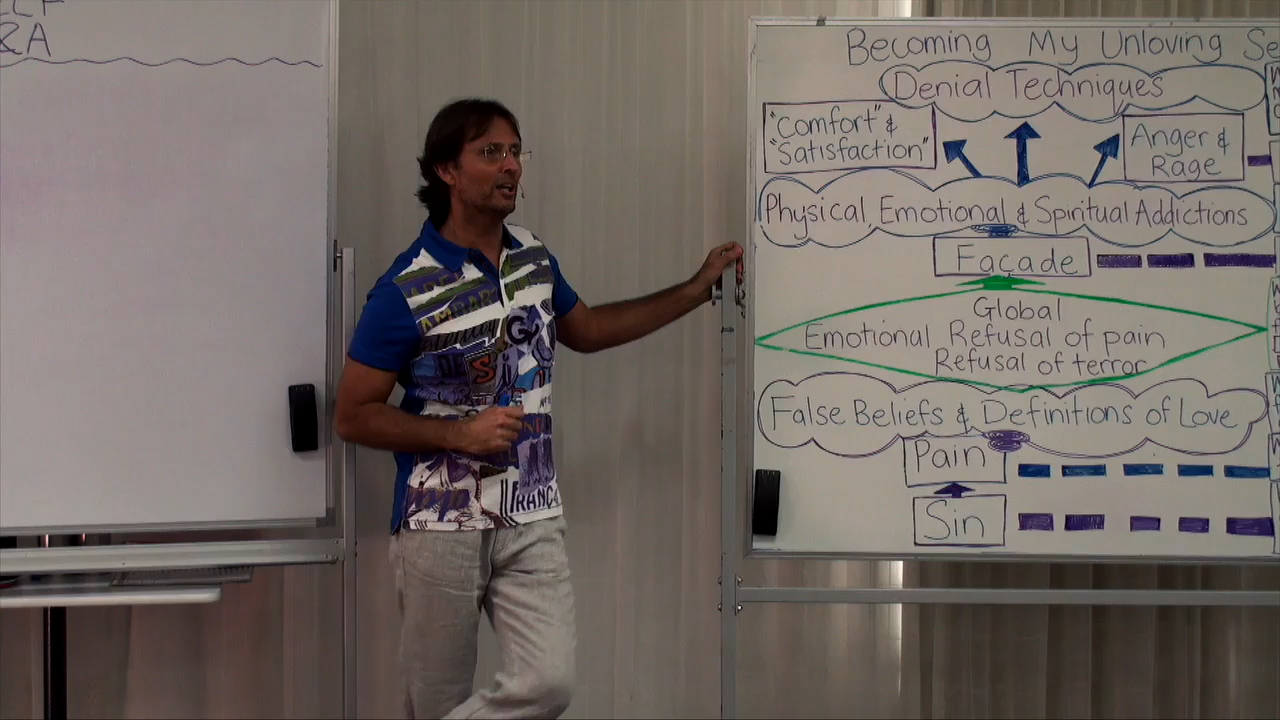 &A
Becoming My Unloving Se
Denial Techniques
"Comfort" &
"Satisfaction"
Anger &
Rage
Physical, Emotional & Spiritual Addictions
Façade
Global
Emotional Refusal of pain
Refusal of terror
False Beliefs & Definitions of Love
Pain
Sin
FRANC